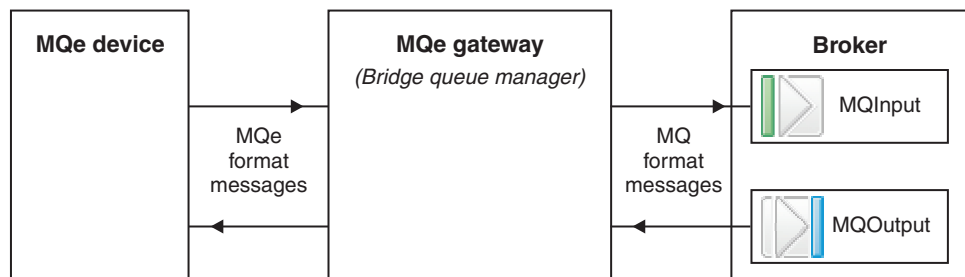 MQe device
MQe gateway
(Bridge queue manager)
Broker
MQInput
MQe
format
messages
MQ
format
messages
MQOutput